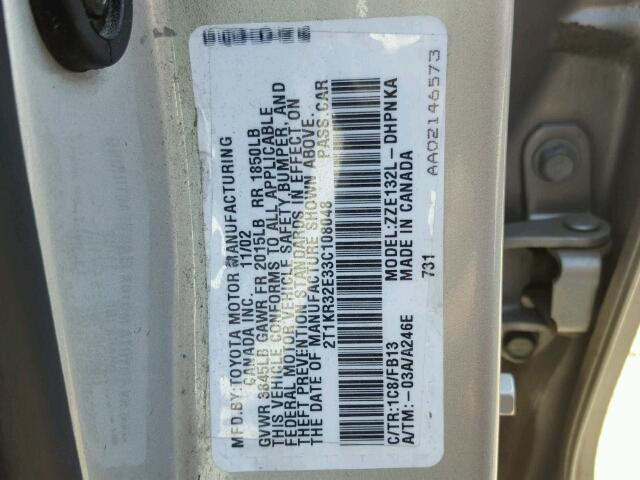 MFD.BY:TOYOTA MOTOR MANUFACTURING
CANADA INC. 11/02
GVWR 3645LB GAWR FR 2015LB RR 1850LB
THIS VEHICLE CONFORMS TO ALL APPLICABLE
FEDERAL MOTOR VEHICLE SAFETY, BUMPER, AND
THEFT PREVENTION STANDARDS IN EFFECT ON
THE DATE OF MANUFACTURE SHOWN ABOVE.
2T1KR32E33C108048 PASS.CAR
C/TR:1C8/FB13 MODEL:ZZE132L-DHPNKA
A/TM:-03A/A246E MADE IN CANADA
731
AA02146573